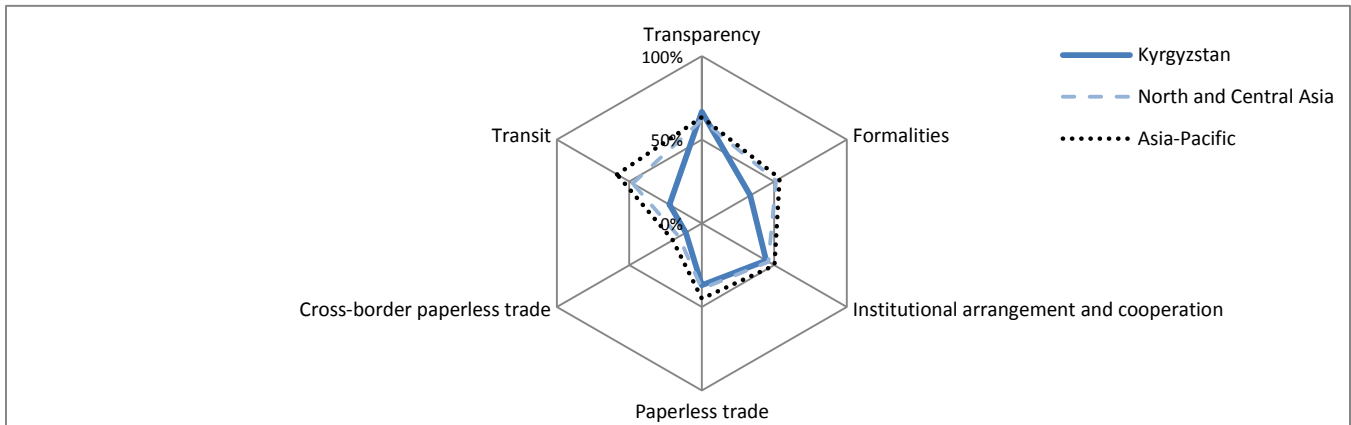 Transparency
100%
Kyrgyzstan
North and Central Asia
Asia-Pacific
Transit
50%
Formalities
0%
Cross-border paperless trade
Institutional arrangement and cooperation
Paperless trade